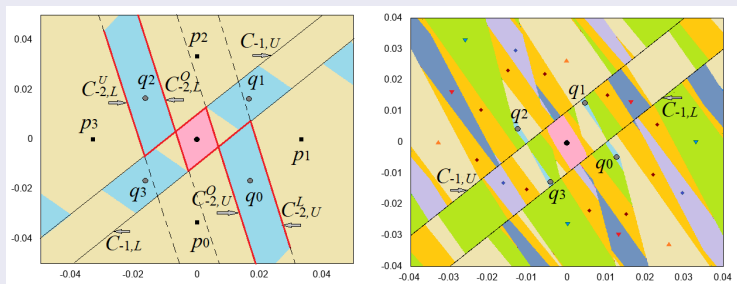 0.04
0.02
0
-0.02
-0.04
-0.04
-0.02
0
0.02
0.04
p2
C-1,U
q2
q1
C^U_-2,L
C^O_-2,L
p3
p1
q3
q0
C^O_-2,U
C^L_-2,U
C-1,L
p0
0.04
0.03
0.02
0.01
0
-0.01
-0.02
-0.03
-0.04
-0.04
-0.03
-0.02
-0.01
0
0.01
0.02
0.03
0.04
q1
C-1,L
q2
q0
C-1,U
q3